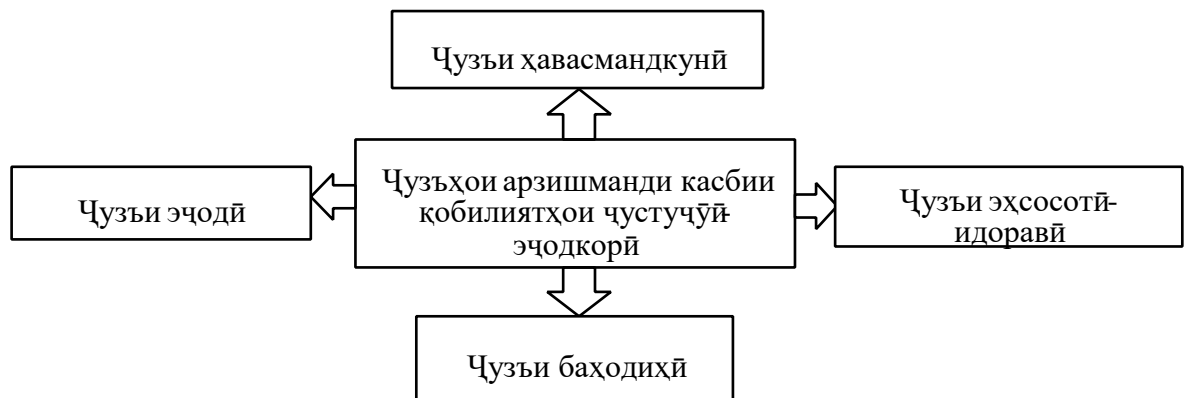 Ҷузъи ҳавасмандкунӣ
Ҷузъи эҷодӣ
Ҷузъҳои арзишманди касбии
қобилиятҳои ҷустуҷӯӣ-
эҷодкорӣ
Ҷузъи эҳсосотӣ-
идоравӣ
Ҷузъи баҳодиҳӣ